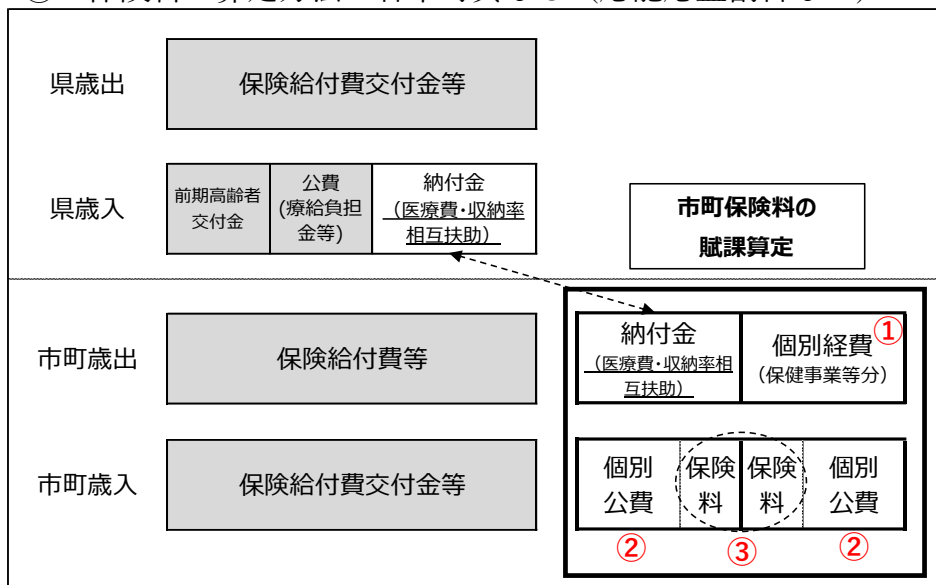 県歳出
保険給付費交付金等
県歳入
前期高齢者
交付金
公費
(療給負担
金等)
納付金
(医療費・収納率
相互扶助)
市町保険料の
賦課算定
市町歳出
保険給付費等
納付金
(医療費・収納率相
互扶助)
個別経費
(保健事業等分)
①
市町歳入
保険給付費交付金等
個別
公費
保険
料
保険
料
個別
公費
②
③
②